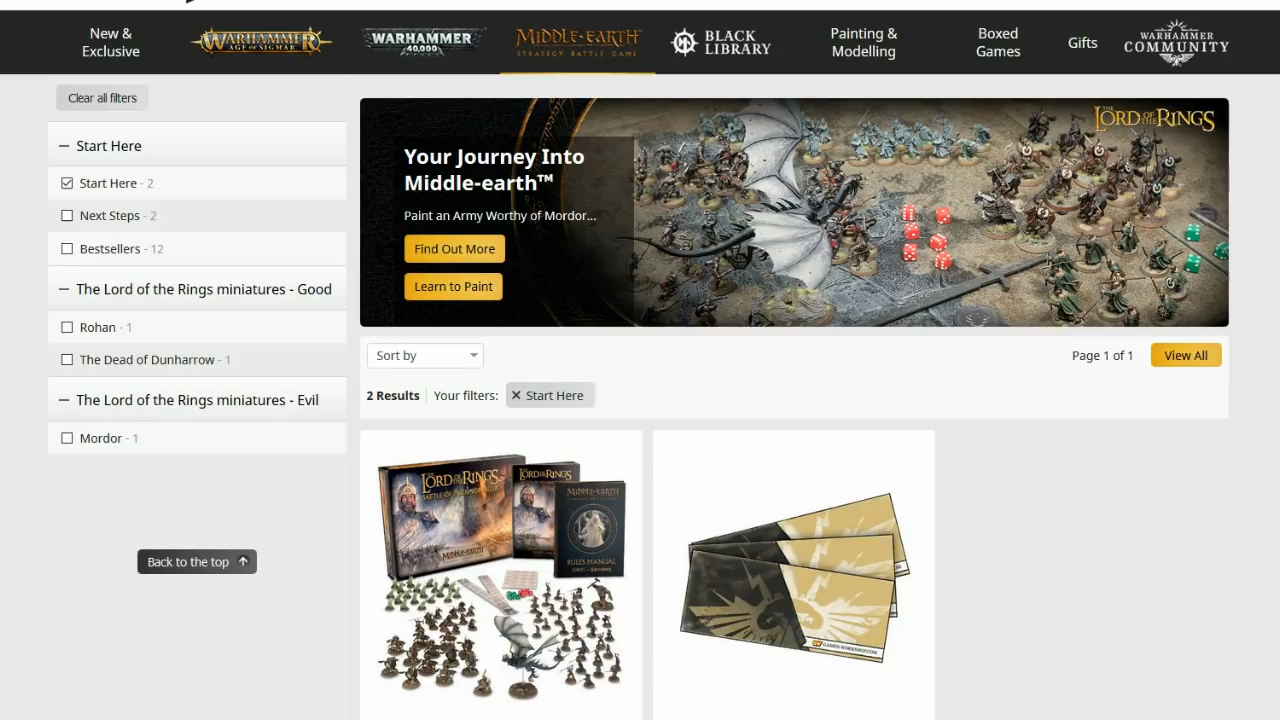 New &
Exclusive
WARHAMMER
AGE OF SIGMAR
WARHAMMER
40,000
MIDDLE-EARTH
STRATEGY BATTLE GAME
BLACK
LIBRARY
Painting &
Modelling
Boxed
Games
Gifts
WARHAMMER
COMMUNITY
Clear all filters
Start Here
Start Here - 2
Next Steps - 2
Bestsellers - 12
The Lord of the Rings miniatures - Good
Rohan - 1
The Dead of Dunharrow - 1
The Lord of the Rings miniatures - Evil
Mordor - 1
Back to the top
THE
LORD OF THE RINGS
Your Journey Into
Middle-earth™
Paint an Army Worthy of Mordor...
Find Out More
Learn to Paint
Sort by
Page 1 of 1
View All
2 Results
Your filters:
Start Here
THE
LORD OF THE RINGS
MIDDLE-EARTH
LORD OF THE RINGS
MIDDLE-EARTH
RULES MANUAL